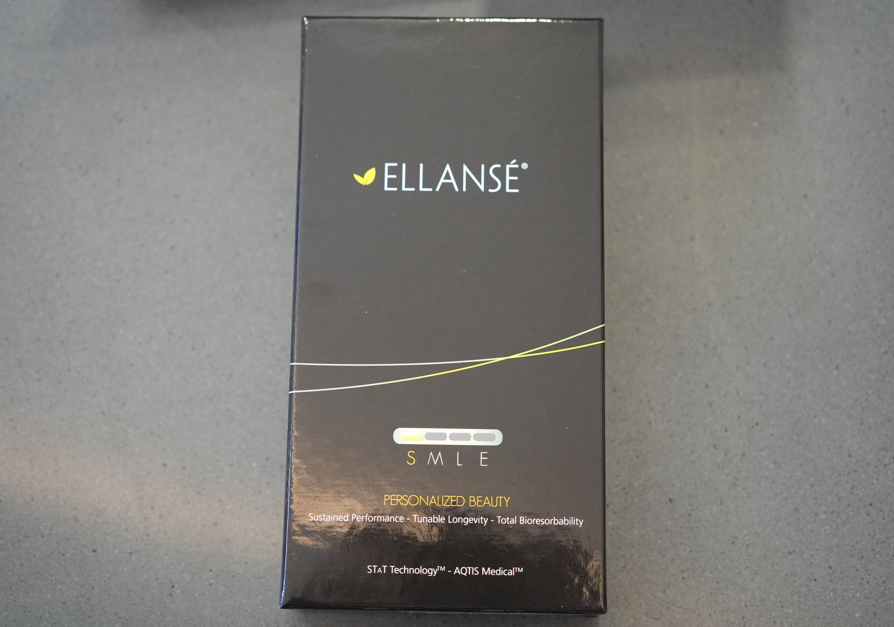 ELLANSÉ®
S M L E
PERSONALIZED BEAUTY
Sustained Performance - Tunable Longevity - Total Bioresorbability
STAT Technology™ - AQTIS Medical™